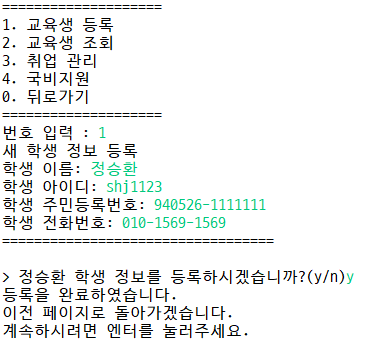 ====================
1. 교육생 등록
2. 교육생 조회
3. 취업 관리
4. 국비지원
0. 뒤로가기
====================
번호 입력 : 1
새 학생 정보 등록
학생 이름: 정승환
학생 아이디: shj1123
학생 주민등록번호: 940526-1111111
학생 전화번호: 010-1569-1569
==================================
> 정승환 학생 정보를 등록하시겠습니까?(y/n)y
등록을 완료하였습니다.
이전 페이지로 돌아가겠습니다.
계속하시려면 엔터를 눌러주세요.